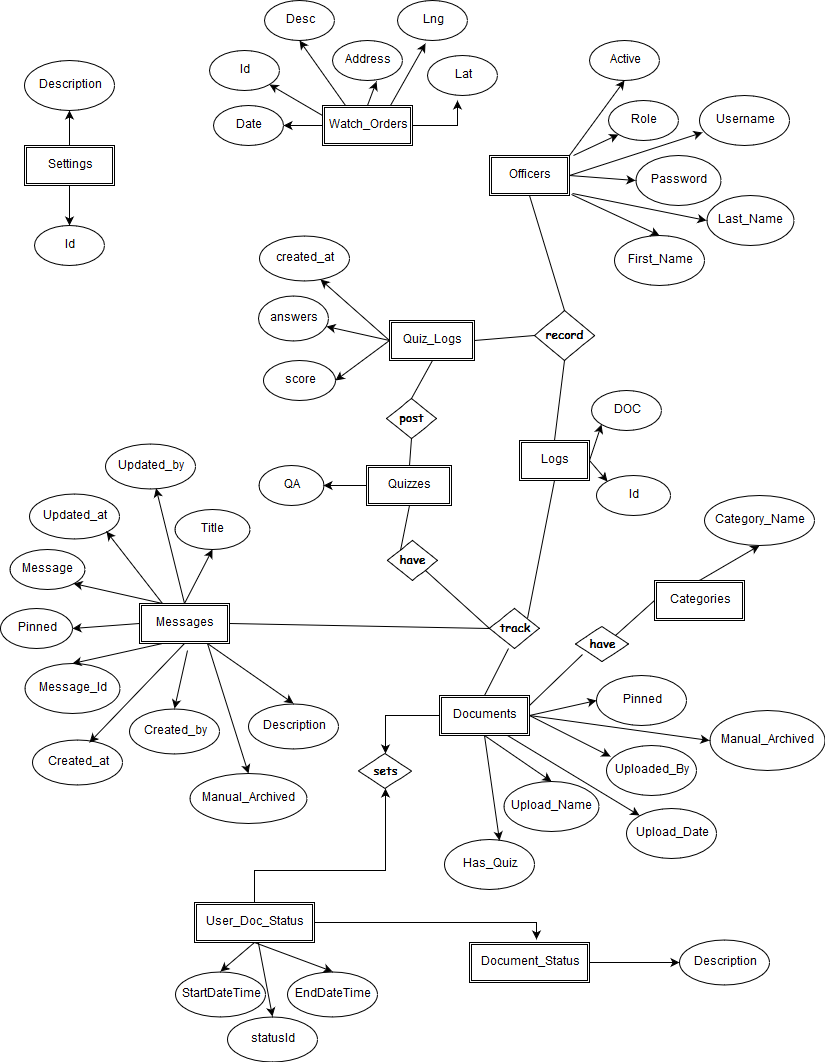 Desc
Lng
Address
Active
Id
Lat
Description
Date
Watch_Orders
Role
Username
Settings
Officers
Password
Last_Name
Id
created_at
First_Name
answers
Quiz_Logs
record
score
post
DOC
Logs
Updated_by
QA
Quizzes
Id
Updated_at
Title
Category_Name
Message
have
Categories
Pinned
Messages
track
have
Message_Id
Pinned
Created_by
Description
Documents
Manual_Archived
Created_at
sets
Uploaded_By
Manual_Archived
Upload_Name
Upload_Date
Has_Quiz
User_Doc_Status
Document_Status
Description
StartDateTime
EndDateTime
statusId